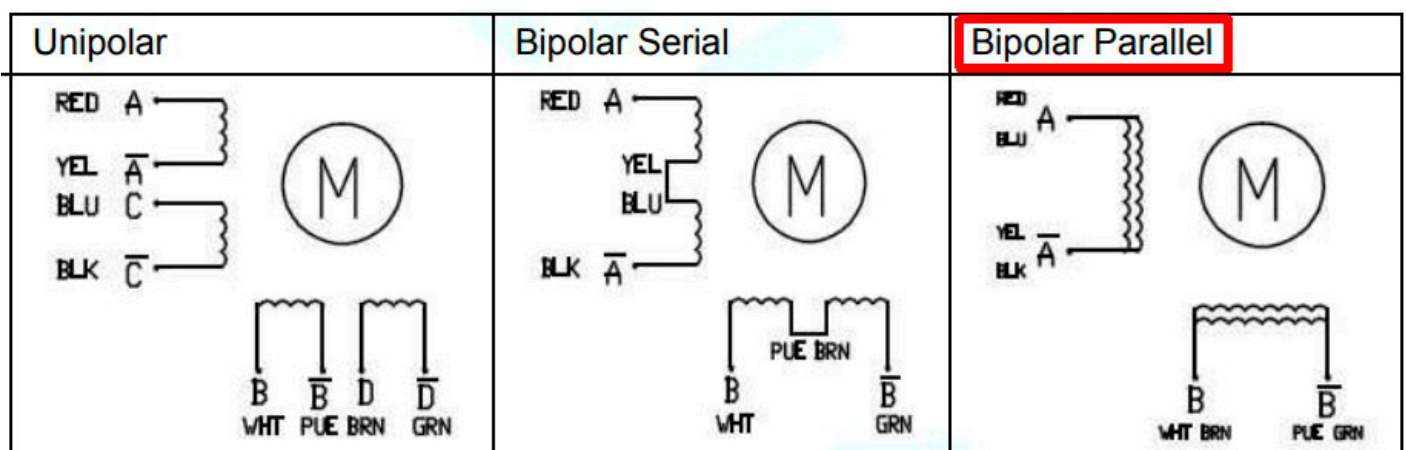 Unipolar
RED A
YEL A̅
BLU C
BLK C̅
M
B B̅ D D̅
WHT PUE BRN GRN
Bipolar Serial
RED A
YEL
BLU
BLK A̅
M
PUE BRN
B B̅
WHT GRN
Bipolar Parallel
RED
A
BLU
YEL
A̅
BLK
M
B B̅
WHT BRN PUE GRN